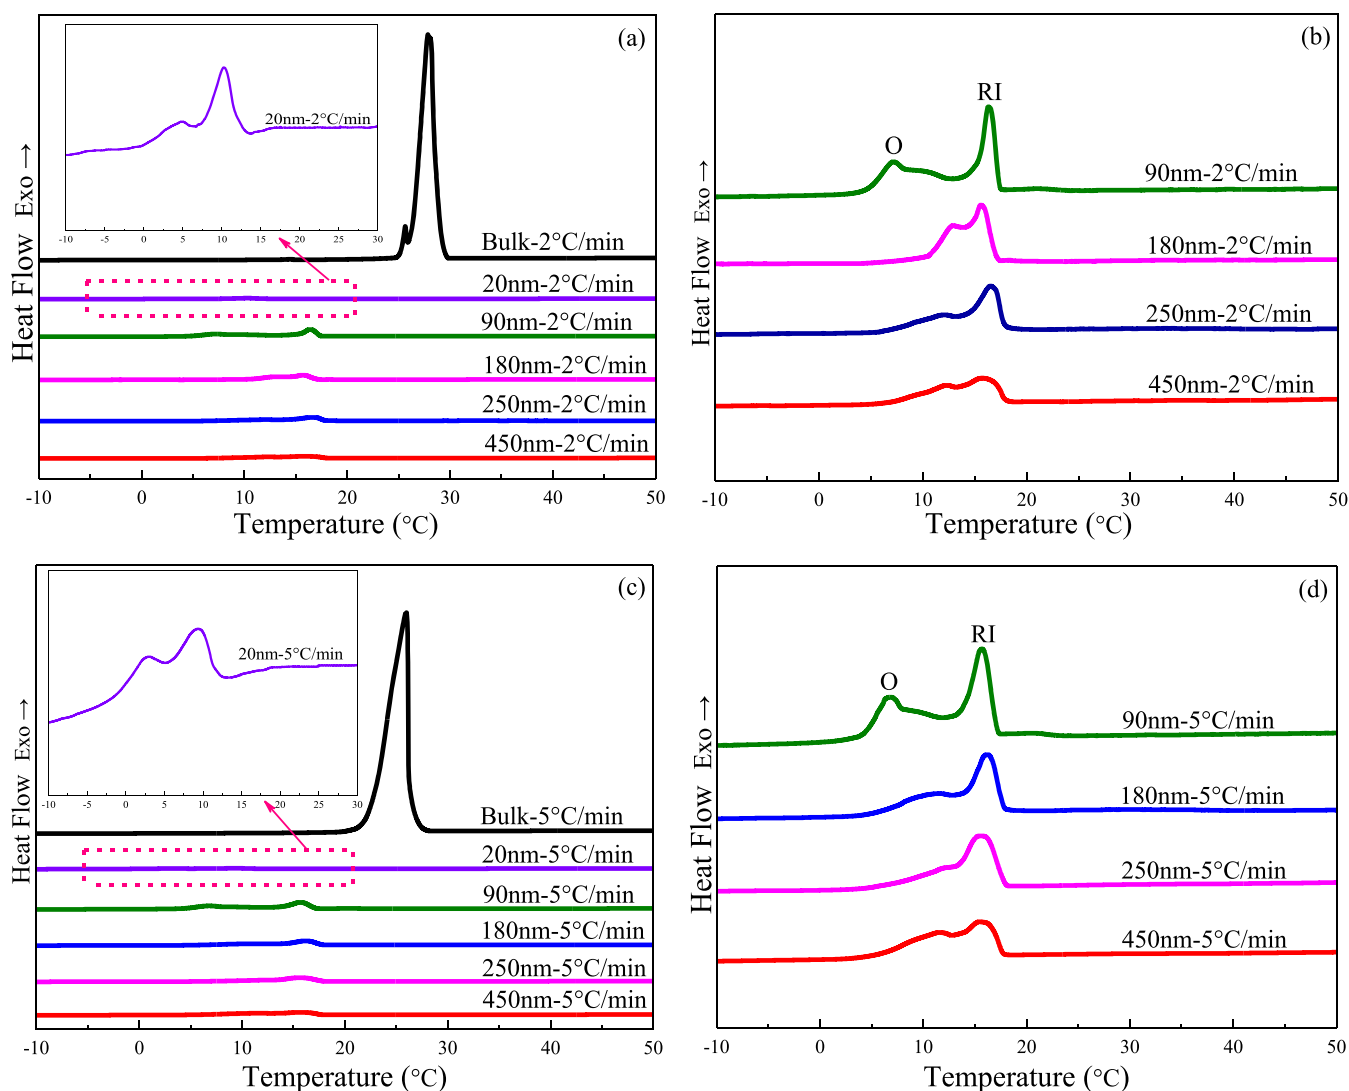 (a)
20nm-2°C/min
-10 -5 0 5 10 15 20 25 30
Bulk-2°C/min
20nm-2°C/min
90nm-2°C/min
180nm-2°C/min
250nm-2°C/min
450nm-2°C/min
Heat Flow Exo →
-10 0 10 20 30 40 50
Temperature (°C)
(b)
RI
O
90nm-2°C/min
180nm-2°C/min
250nm-2°C/min
450nm-2°C/min
Heat Flow Exo →
-10 0 10 20 30 40 50
Temperature (°C)
(c)
20nm-5°C/min
-10 -5 0 5 10 15 20 25 30
Bulk-5°C/min
20nm-5°C/min
90nm-5°C/min
180nm-5°C/min
250nm-5°C/min
450nm-5°C/min
Heat Flow Exo →
-10 0 10 20 30 40 50
Temperature (°C)
(d)
RI
O
90nm-5°C/min
180nm-5°C/min
250nm-5°C/min
450nm-5°C/min
Heat Flow Exo →
-10 0 10 20 30 40 50
Temperature (°C)